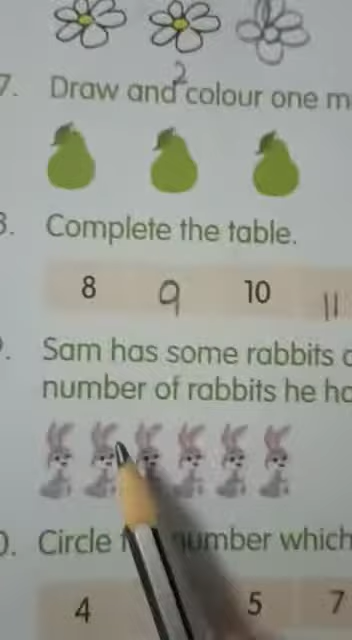 7. Draw and colour one m
2
Complete the table.
8 9 10 11
Sam has some rabbits
number of rabbits he
Circle number which
4 5 7